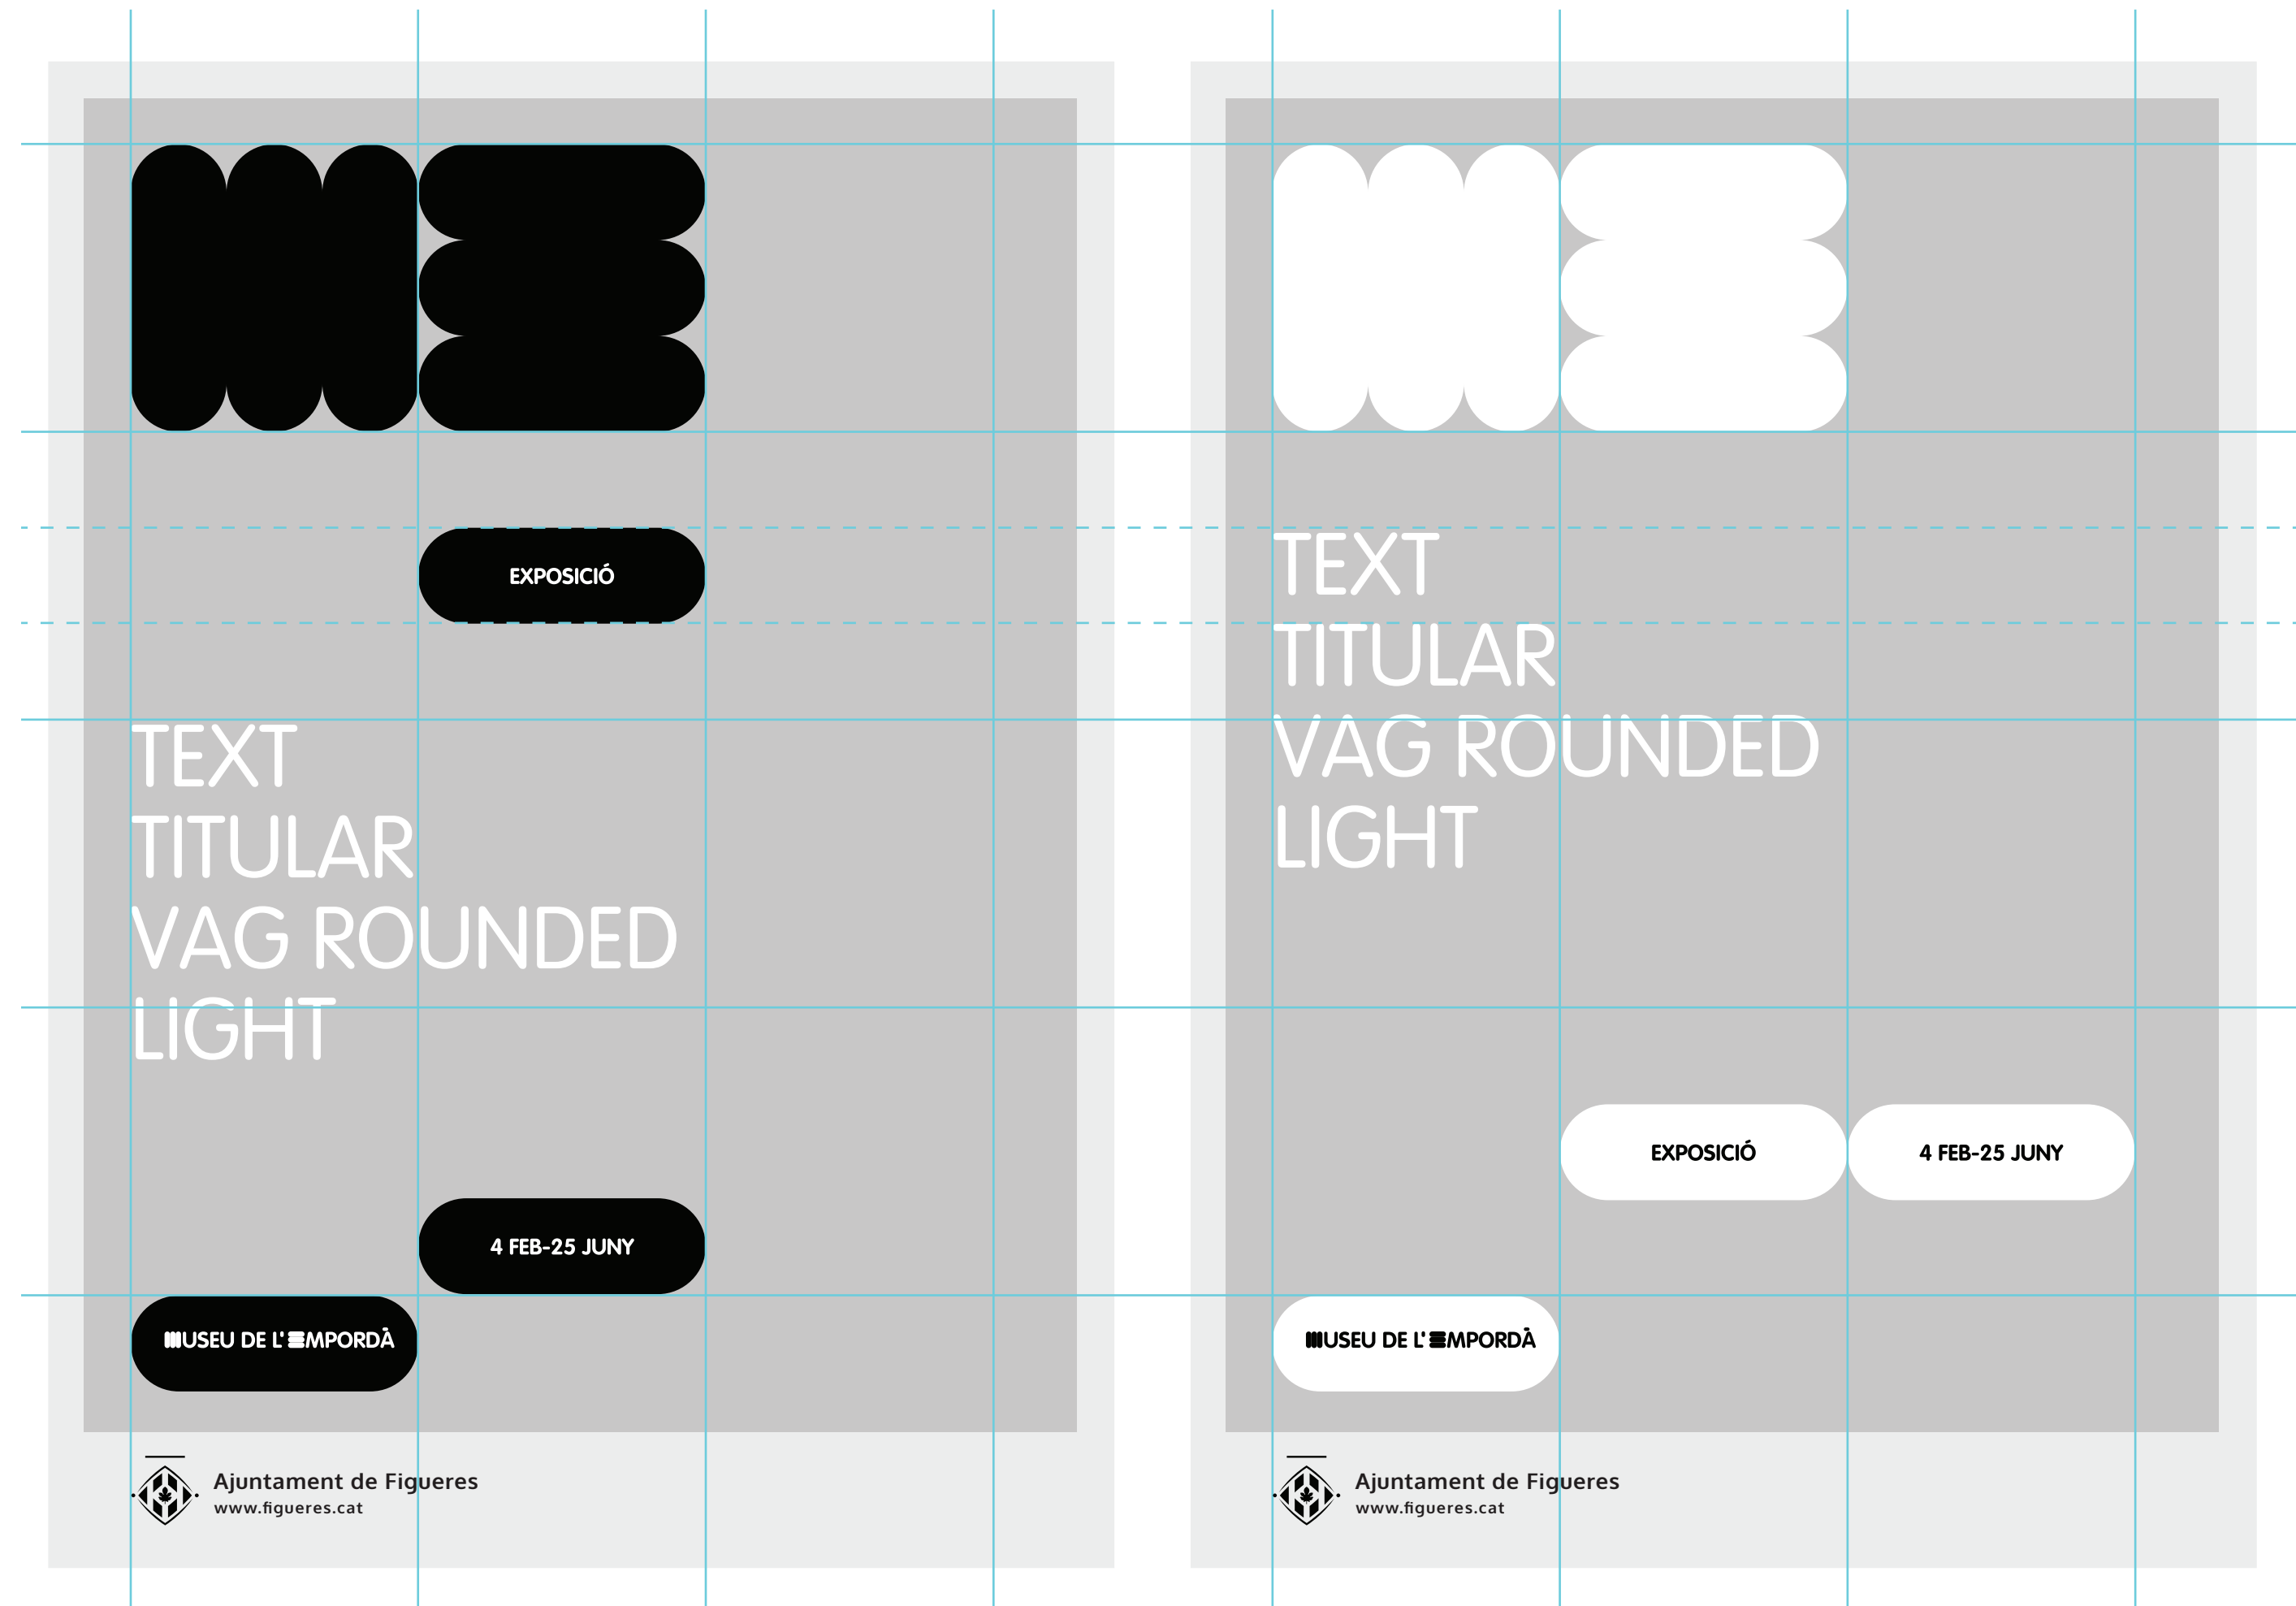 EXPOSICIÓ
TEXT
TITULAR
VAG ROUNDED
LIGHT
4 FEB-25 JUNY
MUSEU DE L'EMPORDÀ
Ajuntament de Figueres
www.figueres.cat
TEXT
TITULAR
VAG ROUNDED
LIGHT
EXPOSICIÓ
4 FEB-25 JUNY
MUSEU DE L'EMPORDÀ
Ajuntament de Figueres
www.figueres.cat